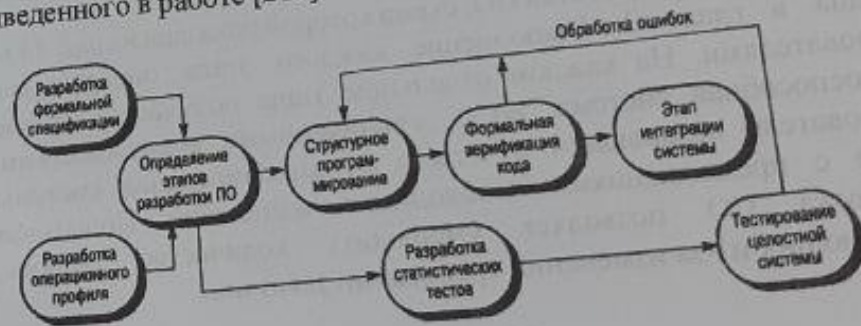 веденного в работе
Обработка ошибок
Разработка
формальной
спецификации
Определение
этапов
разработки ПО
Структурное
програм-
мирование
Формальная
верификация
кода
Этап
интеграции
системы
Разработка
операционного
профиля
Разработка
статистических
тестов
Тестирование
целостной
системы